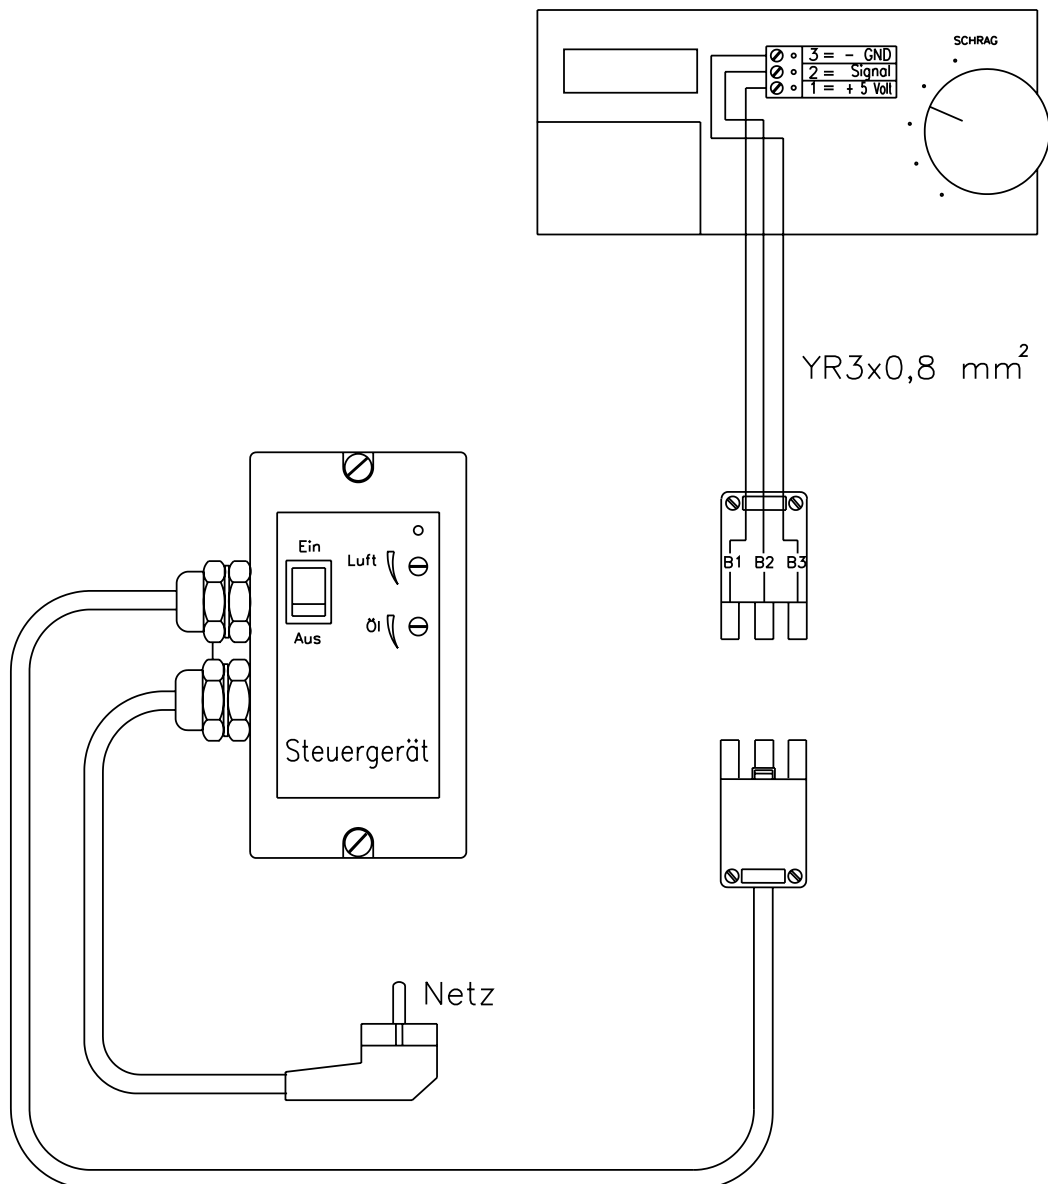 SCHRAG
3 = - GND
2 = Signal
1 = + 5 Volt
YR3x0,8 mm²
B1 B2 B3
Ein
Luft
Öl
Aus
Steuergerät
Netz